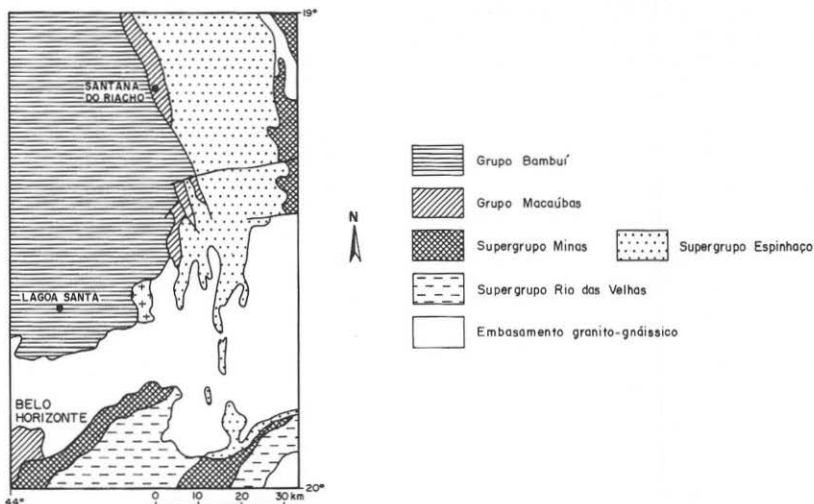 19°
SANTANA
DO RIACHO
LAGOA SANTA
BELO
HORIZONTE
20°
44°
0 10 20 30 km
N
Grupo Bambuí
Grupo Macaúbas
Supergrupo Minas
Supergrupo Espinhaço
Supergrupo Rio das Velhas
Embasamento granito-gnáissico